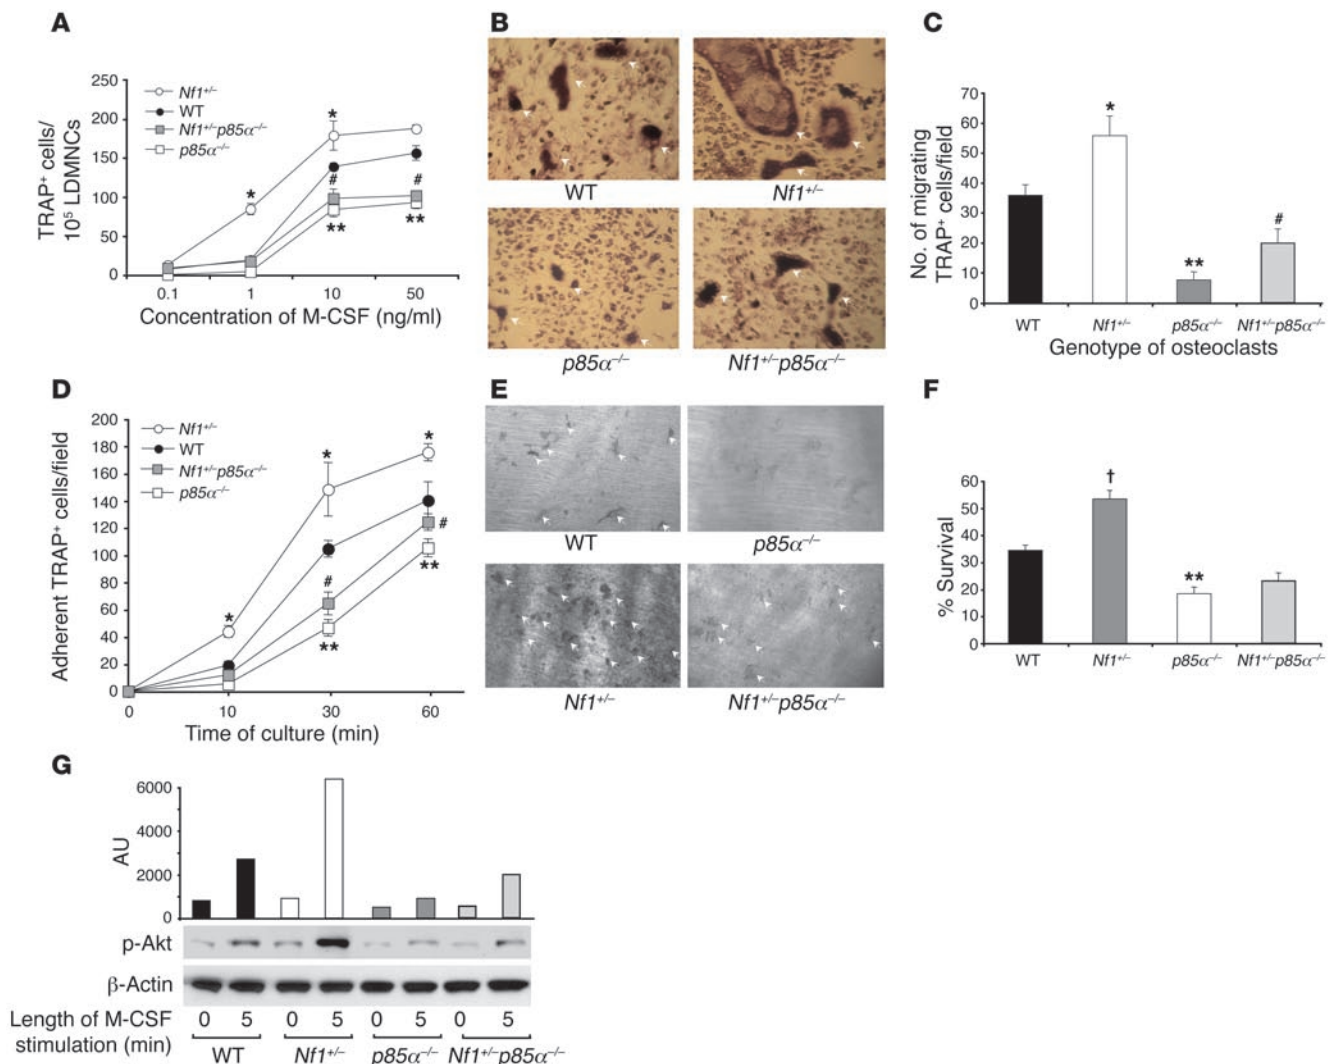 A
TRAP⁺ cells/
10⁵ LDMNCs
250
200
150
100
50
0
Nf1⁺/⁻
WT
Nf1⁺/⁻p85α⁻/⁻
p85α⁻/⁻
*
*
#
#
**
**
0.1 1 10 50
Concentration of M-CSF (ng/ml)
B
WT
Nf1⁺/⁻
p85α⁻/⁻
Nf1⁺/⁻p85α⁻/⁻
C
No. of migrating
TRAP⁺ cells/field
70
60
50
40
30
20
10
0
*
**
#
WT Nf1⁺/⁻ p85α⁻/⁻ Nf1⁺/⁻p85α⁻/⁻
Genotype of osteoclasts
D
Adherent TRAP⁺ cells/field
200
180
160
140
120
100
80
60
40
20
0
Nf1⁺/⁻
WT
Nf1⁺/⁻p85α⁻/⁻
p85α⁻/⁻
*
*
*
#
#
**
**
0 10 30 60
Time of culture (min)
E
WT
p85α⁻/⁻
Nf1⁺/⁻
Nf1⁺/⁻p85α⁻/⁻
F
% Survival
60
50
40
30
20
10
0
†
**
WT Nf1⁺/⁻ p85α⁻/⁻ Nf1⁺/⁻p85α⁻/⁻
G
AU
6000
4000
2000
0
p-Akt
β-Actin
Length of M-CSF
stimulation (min)
0 5 0 5 0 5 0 5
WT Nf1⁺/⁻ p85α⁻/⁻ Nf1⁺/⁻p85α⁻/⁻